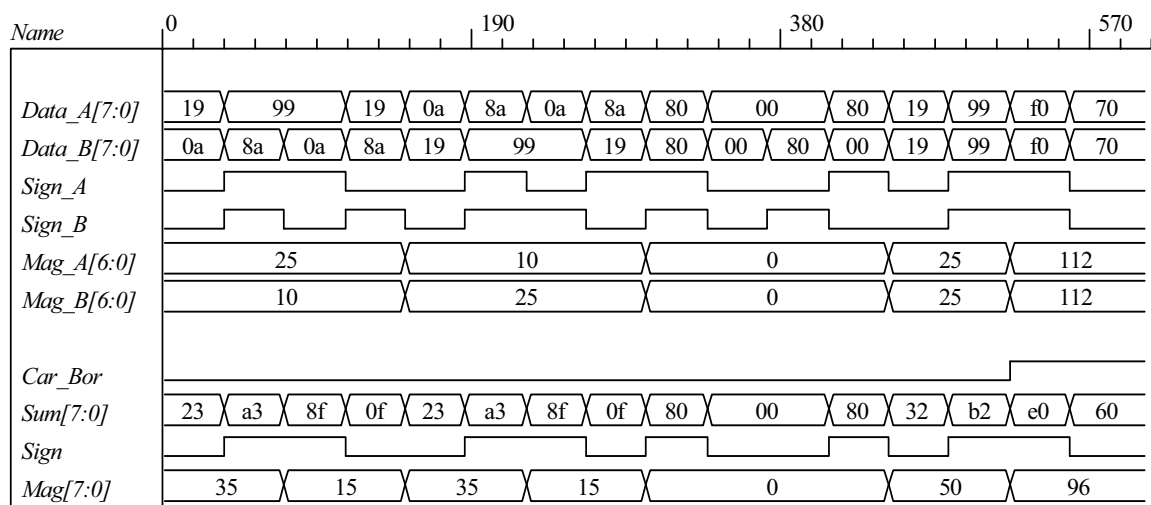 Name 0 190 380 570
Data_A[7:0] 19 99 19 0a 8a 0a 8a 80 00 80 19 99 f0 70
Data_B[7:0] 0a 8a 0a 8a 19 99 19 80 00 80 00 19 99 f0 70
Sign_A
Sign_B
Mag_A[6:0] 25 10 0 25 112
Mag_B[6:0] 10 25 0 25 112
Car_Bor
Sum[7:0] 23 a3 8f 0f 23 a3 8f 0f 80 00 80 32 b2 e0 60
Sign
Mag[7:0] 35 15 35 15 0 50 96